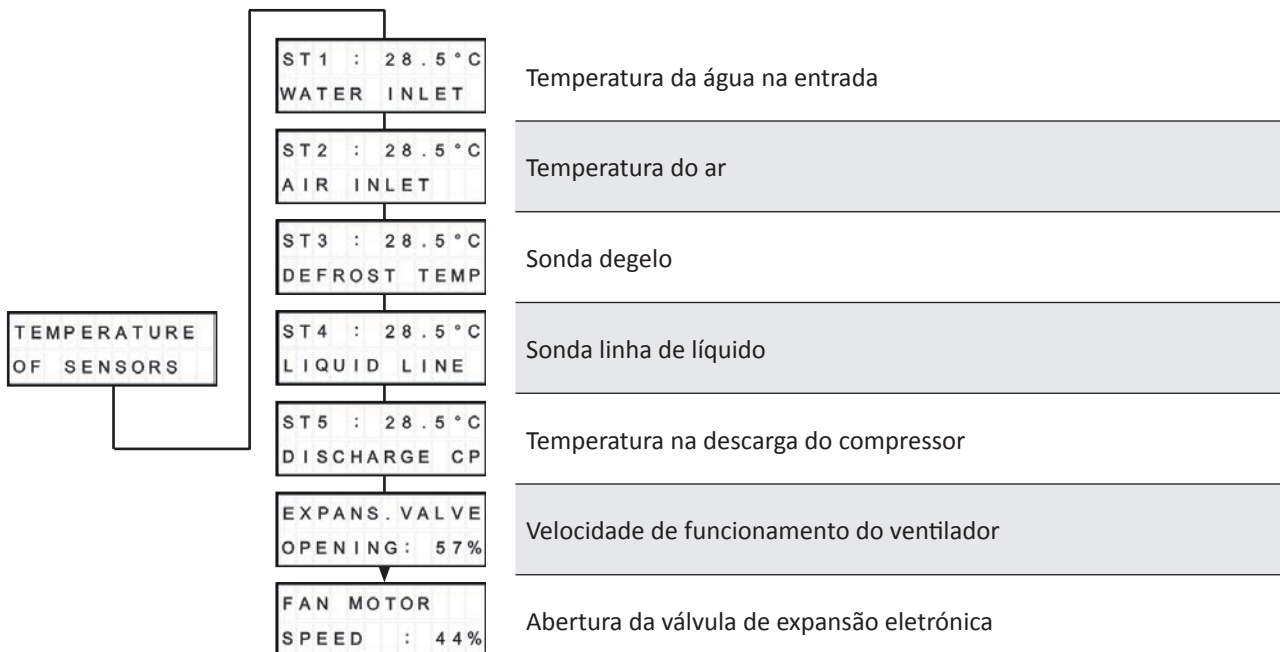 ST1 : 28.5°C
WATER INLET
Temperatura da água na entrada
ST2 : 28.5°C
AIR INLET
Temperatura do ar
ST3 : 28.5°C
DEFROST TEMP
Sonda degelo
TEMPERATURE
OF SENSORS
ST4 : 28.5°C
LIQUID LINE
Sonda linha de líquido
ST5 : 28.5°C
DISCHARGE CP
Temperatura na descarga do compressor
EXPANS.VALVE
OPENING: 57%
Velocidade de funcionamento do ventilador
FAN MOTOR
SPEED : 44%
Abertura da válvula de expansão eletrónica